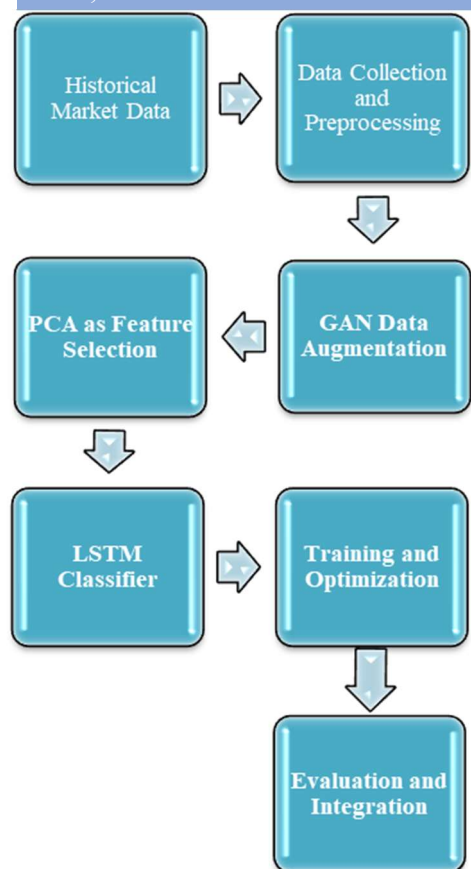 Historical
Market Data
Data Collection
and
Preprocessing
GAN Data
Augmentation
PCA as Feature
Selection
LSTM
Classifier
Training and
Optimization
Evaluation and
Integration